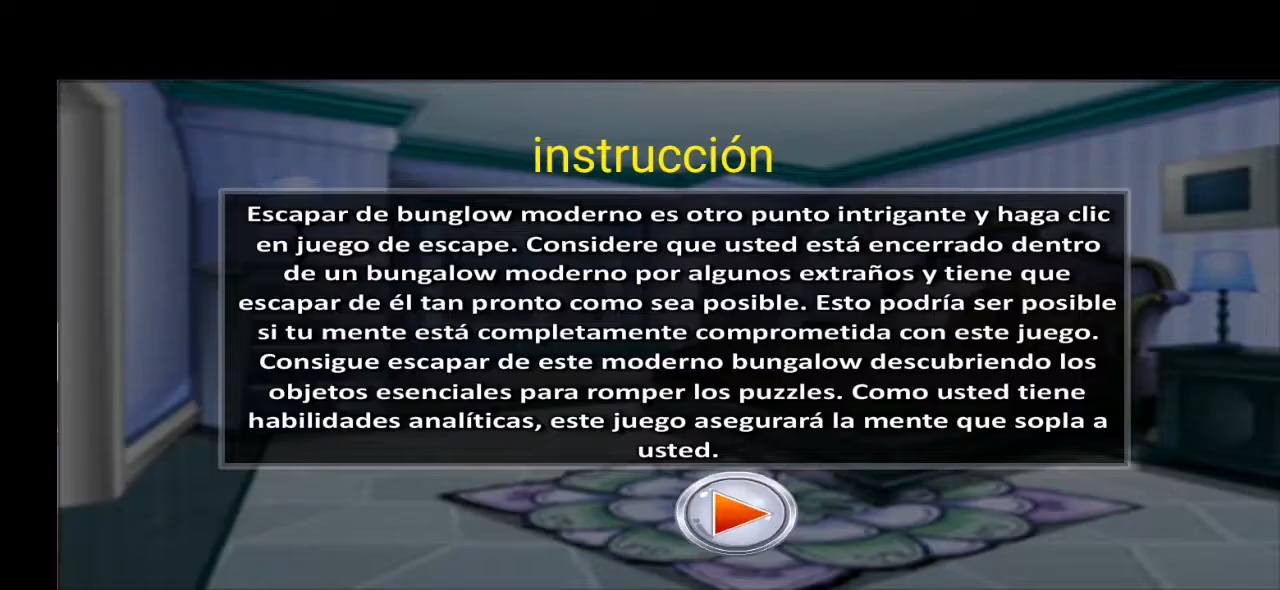 instrucción
Escapar de bunglow moderno es otro punto intrigante y haga clic
en juego de escape. Considere que usted está encerrado dentro
de un bungalow moderno por algunos extraños y tiene que
escapar de él tan pronto como sea posible. Esto podría ser posible
si tu mente está completamente comprometida con este juego.
Consigue escapar de este moderno bungalow descubriendo los
objetos esenciales para romper los puzzles. Como usted tiene
habilidades analíticas, este juego asegurará la mente que sopla a
usted.